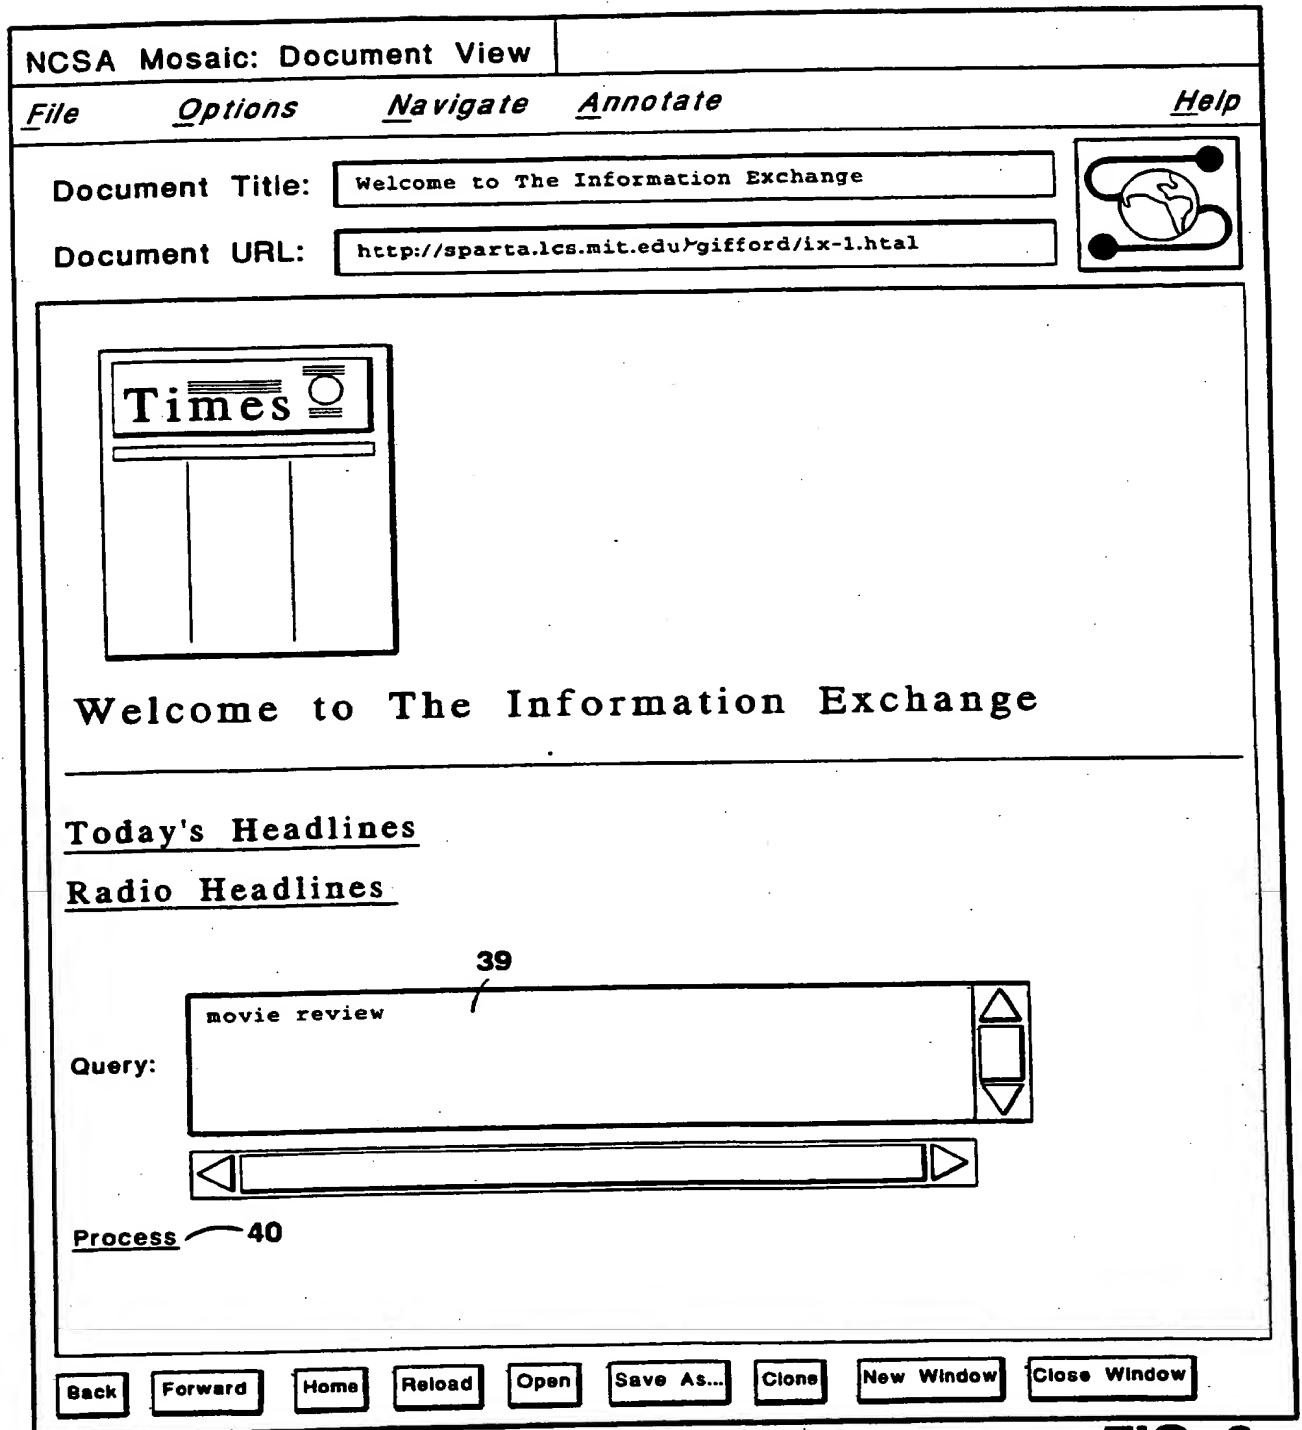 NCSA Mosaic: Document View
File Options Navigate Annotate Help
Document Title: Welcome to The Information Exchange
Document URL: http://sparta.lcs.mit.edu/~gifford/ix-1.htal
Times
Welcome to The Information Exchange
Today's Headlines
Radio Headlines
39
movie review
Query:
Process 40
Back Forward Home Reload Open Save As... Clone New Window Close Window